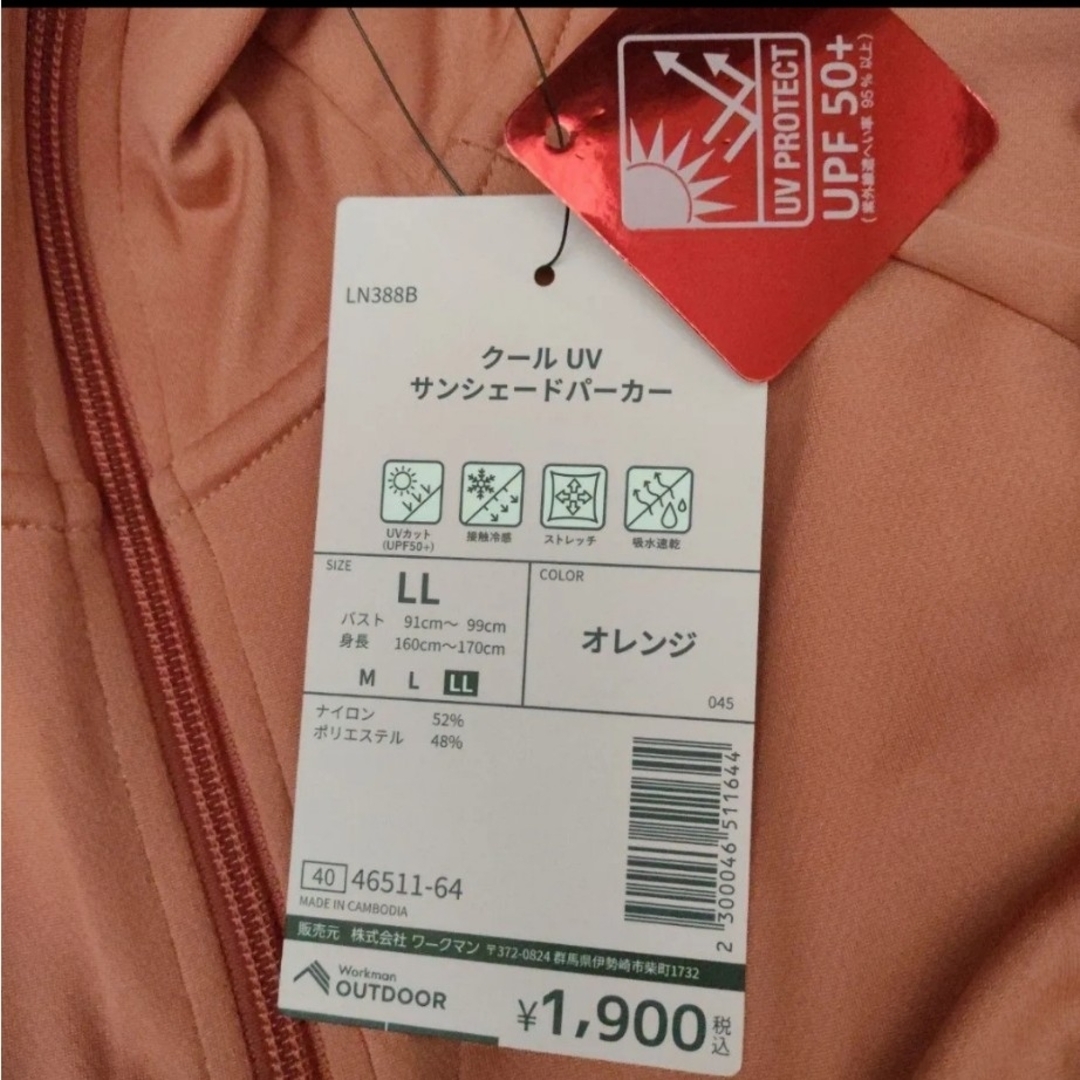 UV PROTECT
UPF 50+
(紫外線遮へい率 95%以上)
LN388B
クール UV
サンシェードパーカー
UVカット
(UPF50+)
接触冷感
ストレッチ
吸水速乾
SIZE
LL
バスト 91cm〜 99cm
身長 160cm〜170cm
M L LL
COLOR
オレンジ
045
ナイロン 52%
ポリエステル 48%
2 300046 511644
40 46511-64
MADE IN CAMBODIA
販売元 株式会社 ワークマン 〒372-0824 群馬県伊勢崎市柴町1732
Workman
OUTDOOR
¥1,900 税込